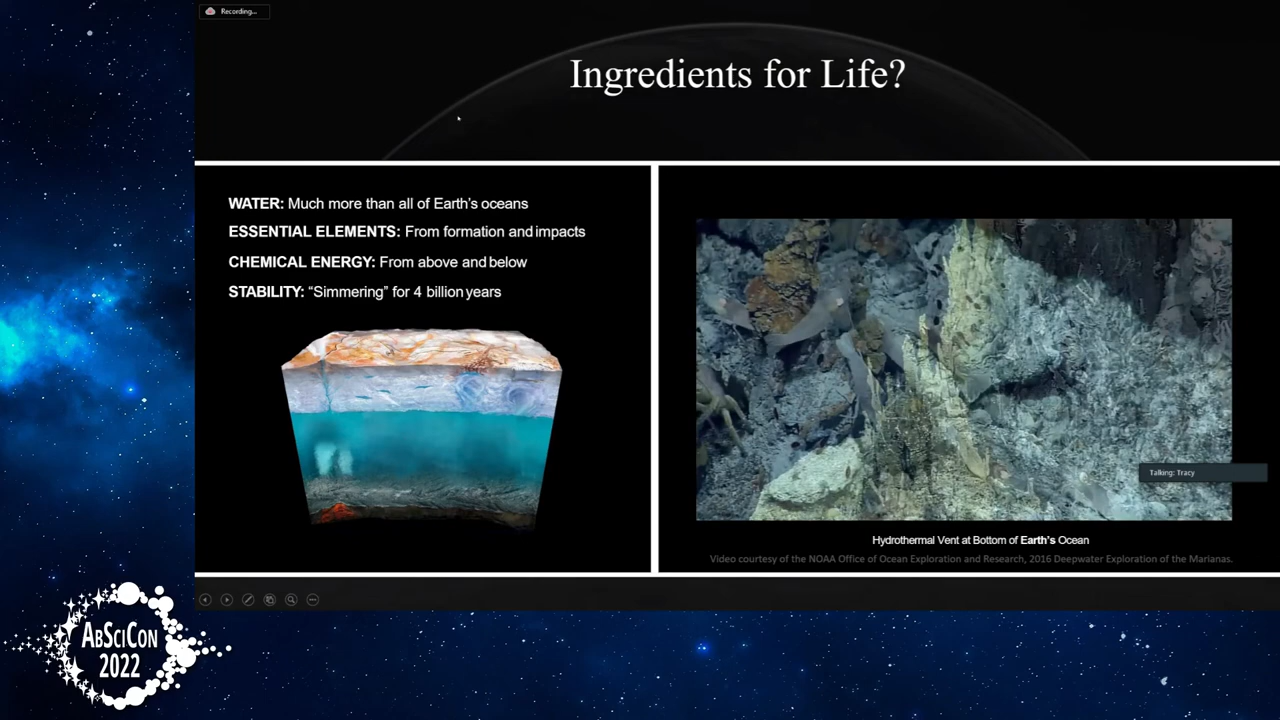 Recording...
Ingredients for Life?
WATER: Much more than all of Earth's oceans
ESSENTIAL ELEMENTS: From formation and impacts
CHEMICAL ENERGY: From above and below
STABILITY: “Simmering” for 4 billion years
Talking: Tracy
Hydrothermal Vent at Bottom of Earth's Ocean
Video courtesy of the NOAA Office of Ocean Exploration and Research, 2016 Deepwater Exploration of the Marianas.
ABSCICON
2022